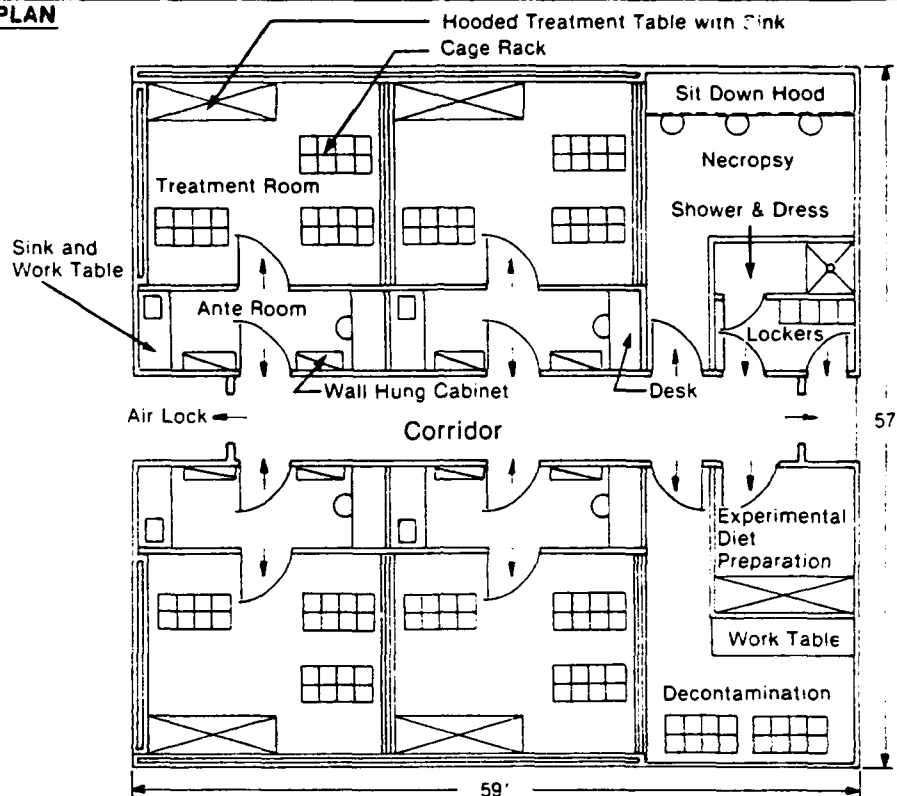 PLAN
Hooded Treatment Table with Sink
Cage Rack
Sit Down Hood
Necropsy
Treatment Room
Shower & Dress
Sink and
Work Table
Ante Room
Lockers
Wall Hung Cabinet
Desk
Air Lock
Corridor
57
Experimental
Diet
Preparation
Work Table
Decontamination
59'